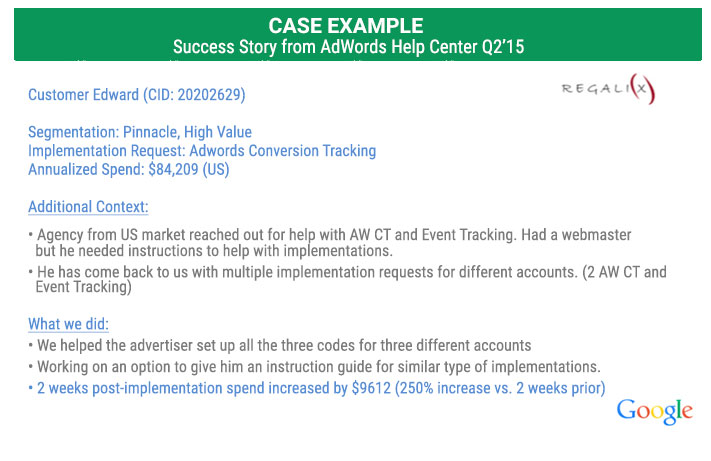 CASE EXAMPLE
Success Story from AdWords Help Center Q2'15
Customer Edward (CID: 20202629)
REGALI(X)
Segmentation: Pinnacle, High Value
Implementation Request: Adwords Conversion Tracking
Annualized Spend: $84,209 (US)
Additional Context:
• Agency from US market reached out for help with AW CT and Event Tracking. Had a webmaster
but he needed instructions to help with implementations.
• He has come back to us with multiple implementation requests for different accounts. (2 AW CT and
Event Tracking)
What we did:
• We helped the advertiser set up all the three codes for three different accounts
• Working on an option to give him an instruction guide for similar type of implementations.
• 2 weeks post-implementation spend increased by $9612 (250% increase vs. 2 weeks prior)
Google